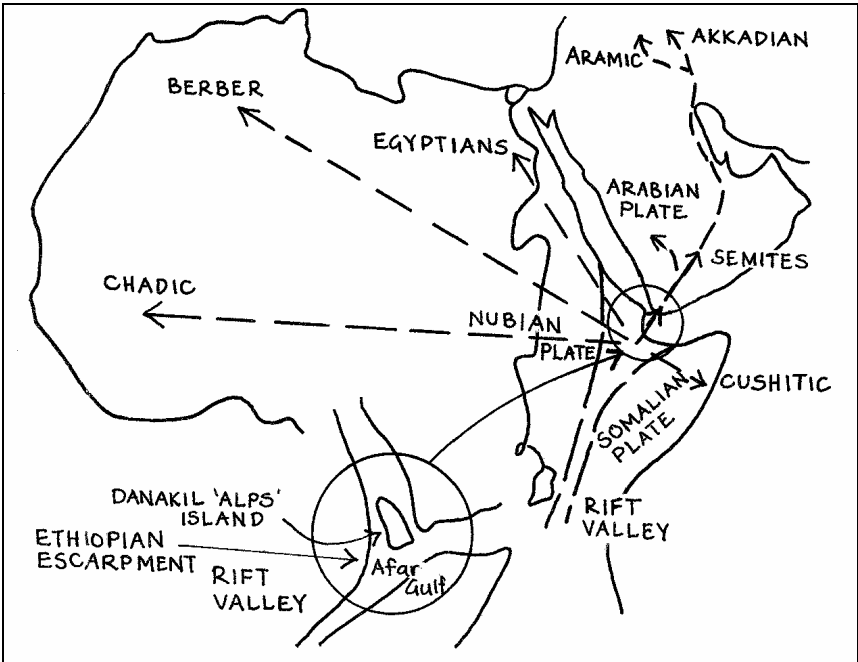 AKKADIAN
ARAMIC
BERBER
EGYPTIANS
ARABIAN
PLATE
SEMITES
CHADIC
NUBIAN
PLATE
CUSHITIC
SOMALIAN
PLATE
DANAKIL 'ALPS'
ISLAND
ETHIOPIAN
ESCARPMENT
RIFT
VALLEY
Afar
Gulf
RIFT
VALLEY